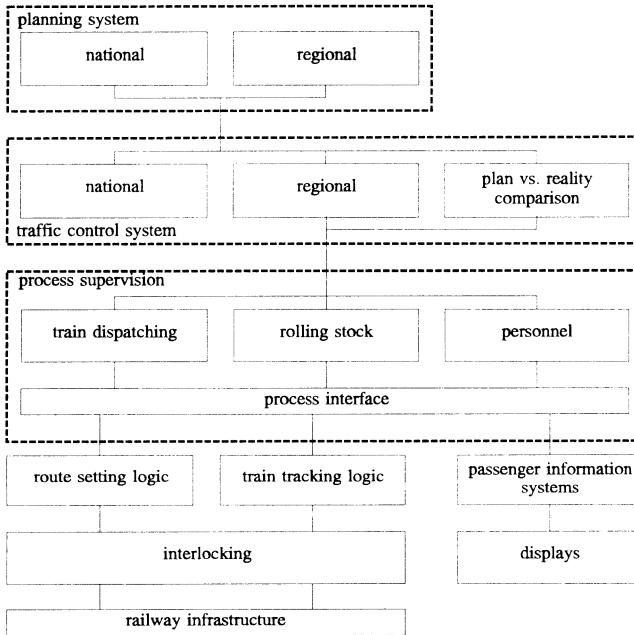 planning system
national
regional
national
regional
plan vs. reality
comparison
traffic control system
process supervision
train dispatching
rolling stock
personnel
process interface
route setting logic
train tracking logic
passenger information
systems
interlocking
displays
railway infrastructure